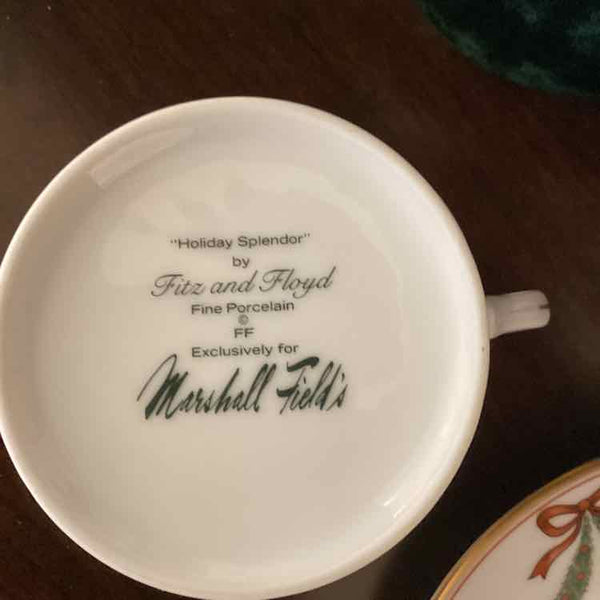 "Holiday Splendor"
by
Fitz and Floyd
Fine Porcelain
©
FF
Exclusively for
Marshall Field's